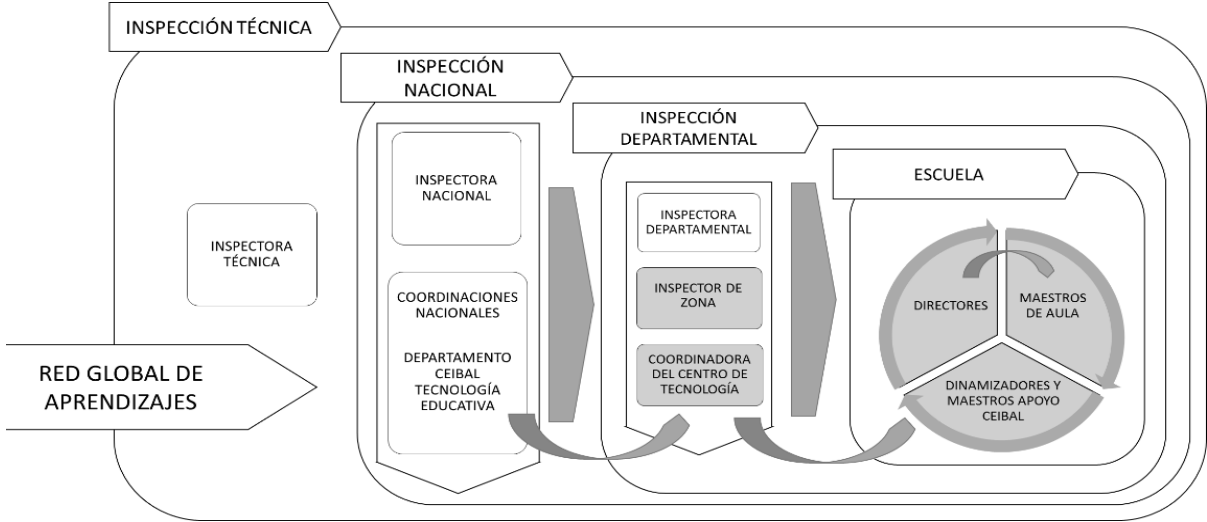 INSPECCIÓN TÉCNICA
INSPECCIÓN
NACIONAL
INSPECCIÓN
DEPARTAMENTAL
ESCUELA
INSPECTORA
NACIONAL
INSPECTORA
TÉCNICA
COORDINACIONES
NACIONALES
DEPARTAMENTO
CEIBAL
TECNOLOGÍA
EDUCATIVA
INSPECTORA
DEPARTAMENTAL
INSPECTOR DE
ZONA
COORDINADORA
DEL CENTRO DE
TECNOLOGÍA
DIRECTORES
MAESTROS
DE AULA
DINAMIZADORES Y
MAESTROS APOYO
CEIBAL
RED GLOBAL DE
APRENDIZAJES